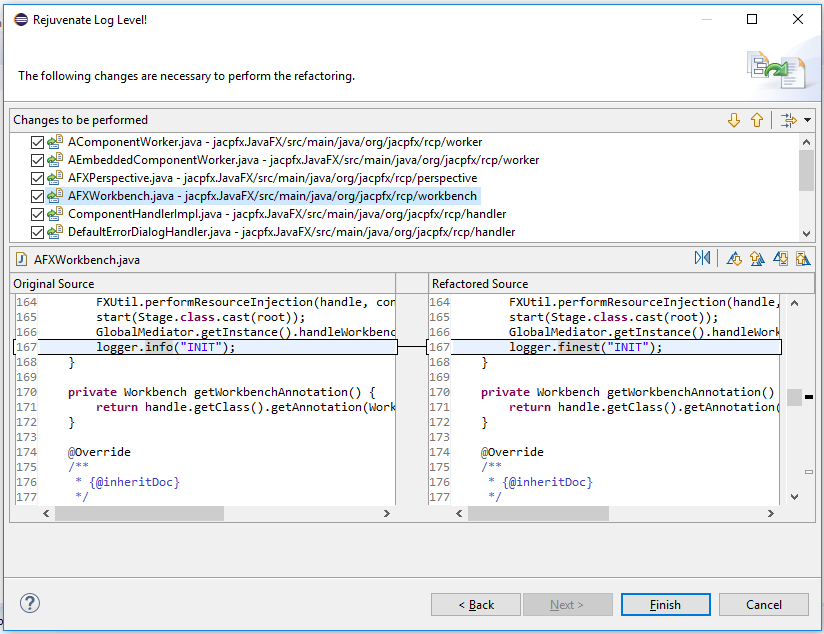 Rejuvenate Log Level!
The following changes are necessary to perform the refactoring.
Changes to be performed
AComponentWorker.java - jacpfx.JavaFX/src/main/java/org/jacpfx/rcp/worker
AEmbeddedComponentWorker.java - jacpfx.JavaFX/src/main/java/org/jacpfx/rcp/worker
AFXPerspective.java - jacpfx.JavaFX/src/main/java/org/jacpfx/rcp/perspective
AFXWorkbench.java - jacpfx.JavaFX/src/main/java/org/jacpfx/rcp/workbench
ComponentHandlerImpl.java - jacpfx.JavaFX/src/main/java/org/jacpfx/rcp/handler
DefaultErrorDialogHandler.java - jacpfx.JavaFX/src/main/java/org/jacpfx/rcp/handler
AFXWorkbench.java
Original Source
164 FXUtil.performResourceInjection(handle, con
165 start(Stage.class.cast(root));
166 GlobalMediator.getInstance().handleWorkbenc
167 logger.info("INIT");
168 }
169
170 private Workbench getWorkbenchAnnotation() {
171 return handle.getClass().getAnnotation(Work
172 }
173
174 @Override
175 /**
176 * {@inheritDoc}
177 */
Refactored Source
164 FXUtil.performResourceInjection(handle,
165 start(Stage.class.cast(root));
166 GlobalMediator.getInstance().handleWork
167 logger.finest("INIT");
168 }
169
170 private Workbench getWorkbenchAnnotation()
171 return handle.getClass().getAnnotation(
172 }
173
174 @Override
175 /**
176 * {@inheritDoc}
177 */
?
< Back
Next >
Finish
Cancel